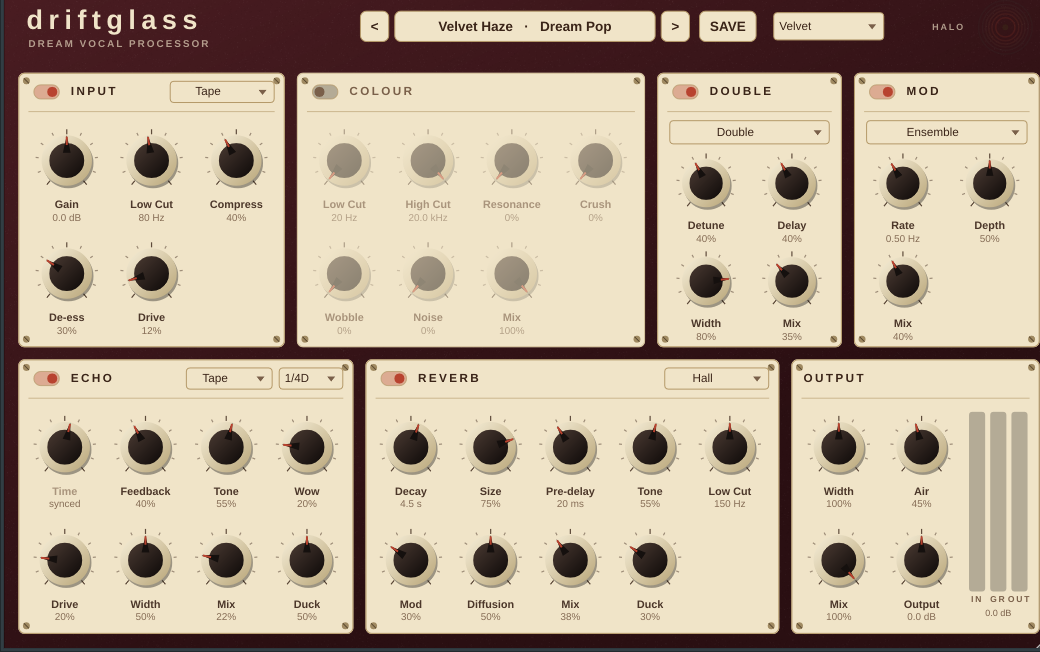 driftglass
DREAM VOCAL PROCESSOR
< Velvet Haze · Dream Pop > SAVE Velvet HALO
INPUT Tape
Gain Low Cut Compress
0.0 dB 80 Hz 40%
De-ess Drive
30% 12%
COLOUR
Low Cut High Cut Resonance Crush
20 Hz 20.0 kHz 0% 0%
Wobble Noise Mix
0% 0% 100%
DOUBLE
Double
Detune Delay
40% 40%
Width Mix
80% 35%
MOD
Ensemble
Rate Depth
0.50 Hz 50%
Mix
40%
ECHO Tape 1/4D
Time Feedback Tone Wow
synced 40% 55% 20%
Drive Width Mix Duck
20% 50% 22% 50%
REVERB Hall
Decay Size Pre-delay Tone Low Cut
4.5 s 75% 20 ms 55% 150 Hz
Mod Diffusion Mix Duck
30% 50% 38% 30%
OUTPUT
Width Air
100% 45%
Mix Output
100% 0.0 dB
IN GR OUT
0.0 dB